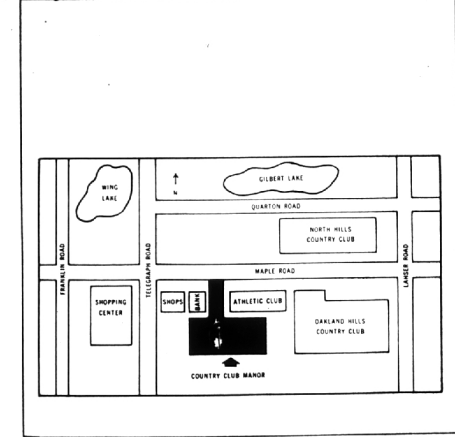 WING
LAKE
N
GILBERT LAKE
QUARTON ROAD
NORTH HILLS
COUNTRY CLUB
FRANKLIN ROAD
TELEGRAPH ROAD
LAHSER ROAD
MAPLE ROAD
SHOPPING
CENTER
SHOPS
BANK
ATHLETIC CLUB
OAKLAND HILLS
COUNTRY CLUB
COUNTRY CLUB MANOR